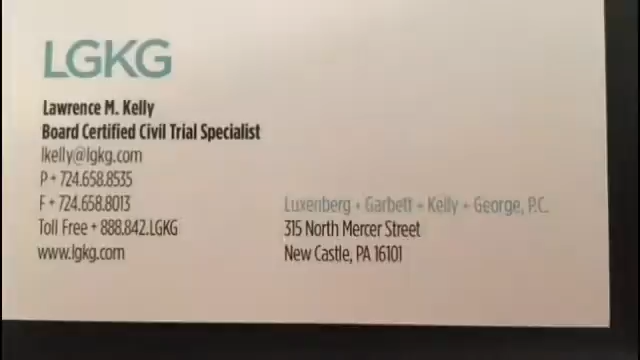 LGKG
Lawrence M. Kelly
Board Certified Civil Trial Specialist
lkelly@lgkg.com
P + 724.658.8535
F + 724.658.8013
Toll Free + 888.842.LGKG
www.lgkg.com
Luxenberg + Garbett + Kelly + George, P.C.
315 North Mercer Street
New Castle, PA 16101